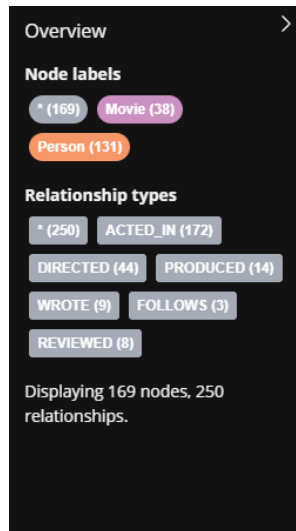 Overview
Node labels
* (169) Movie (38)
Person (131)
Relationship types
* (250) ACTED_IN (172)
DIRECTED (44) PRODUCED (14)
WROTE (9) FOLLOWS (3)
REVIEWED (8)
Displaying 169 nodes, 250
relationships.